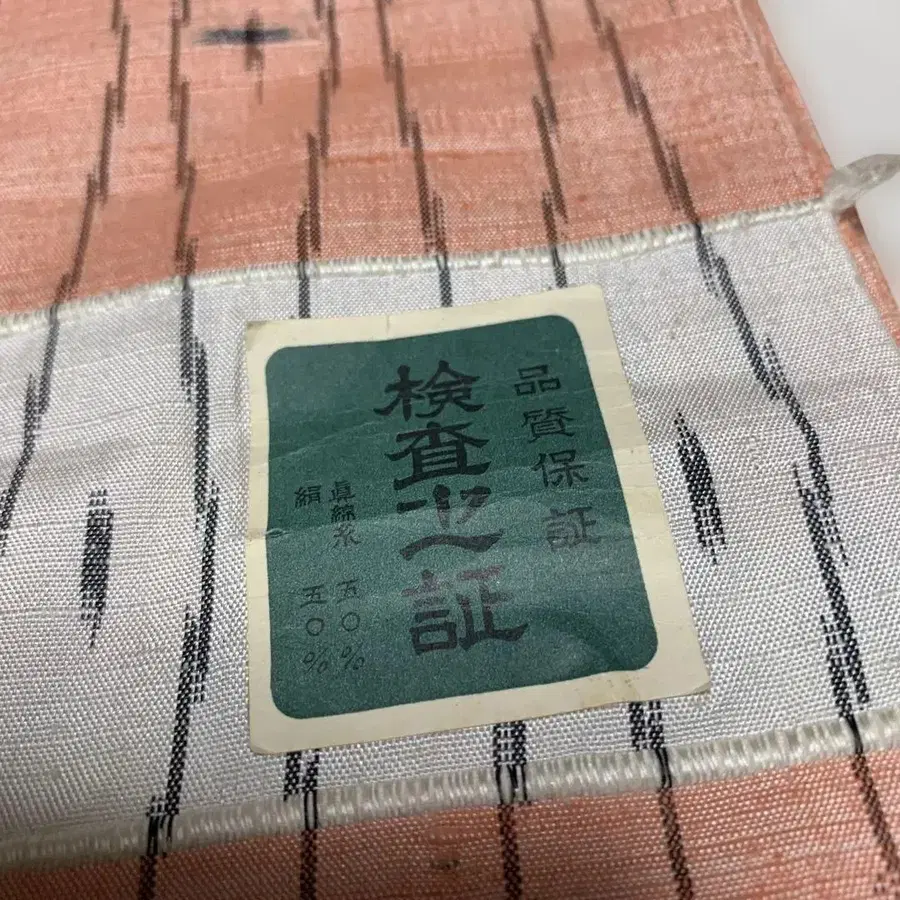 品質保証
検査之証
真綿糸 五〇%
絹 五〇%